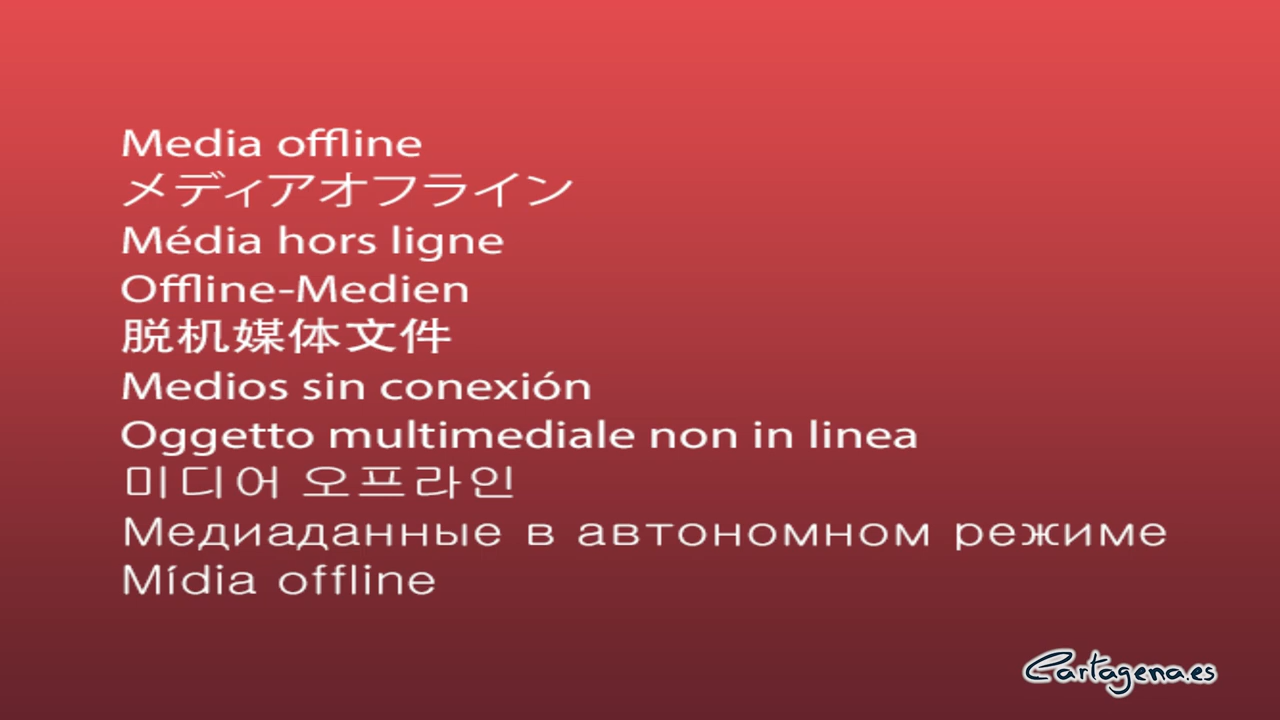 Media offline
メディアオフライン
Média hors ligne
Offline-Medien
脱机媒体文件
Medios sin conexión
Oggetto multimediale non in linea
미디어 오프라인
Медиаданные в автономном режиме
Mídia offline
Cartagena.es